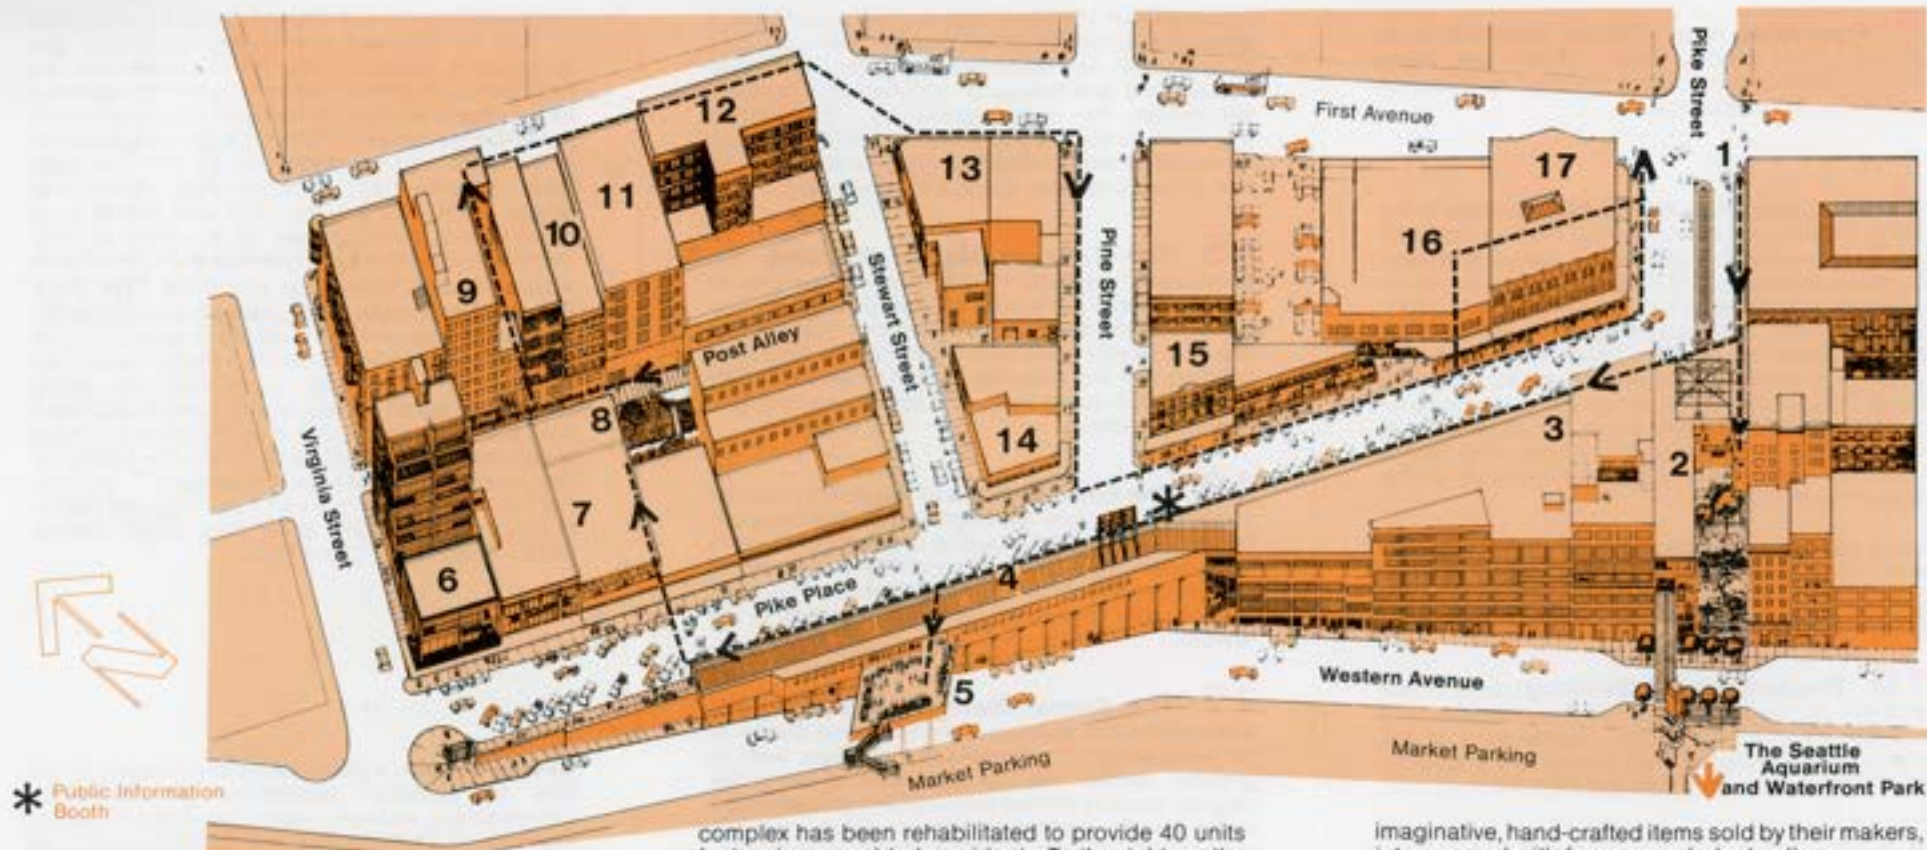 Pike Street
First Avenue
1
12
13
17
11
10
16
9
Stewart Street
Pine Street
Post Alley
15
8
3
14
2
Virginia Street
7
6
4
Pike Place
5
Western Avenue
Market Parking
Market Parking
The Seattle
Aquarium
and Waterfront Park
* Public Information
Booth
complex has been rehabilitated to provide 40 units
imaginative, hand-crafted items sold by their makers,